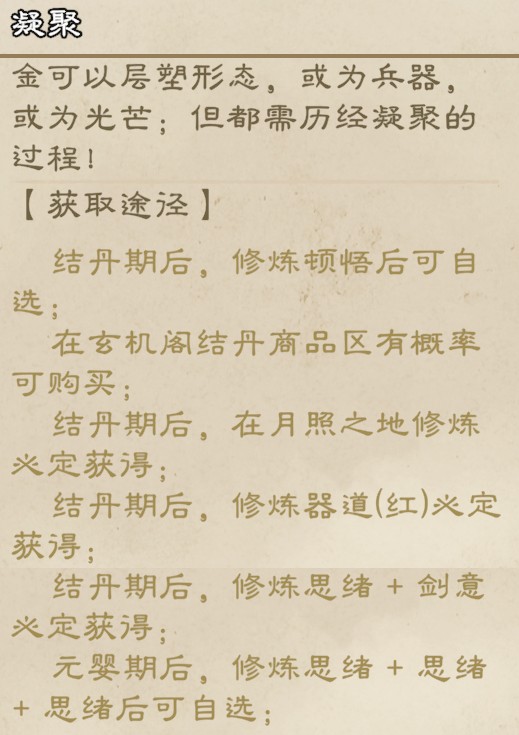 凝聚
金可以层塑形态，或为兵器，
或为光芒；但都需历经凝聚的
过程！
【获取途径】
结丹期后，修炼顿悟后可自
选；
在玄机阁结丹商品区有概率
可购买；
结丹期后，在月照之地修炼
必定获得；
结丹期后，修炼器道(红)必定
获得；
结丹期后，修炼思绪 + 剑意
必定获得；
元婴期后，修炼思绪 + 思绪
+ 思绪后可自选；